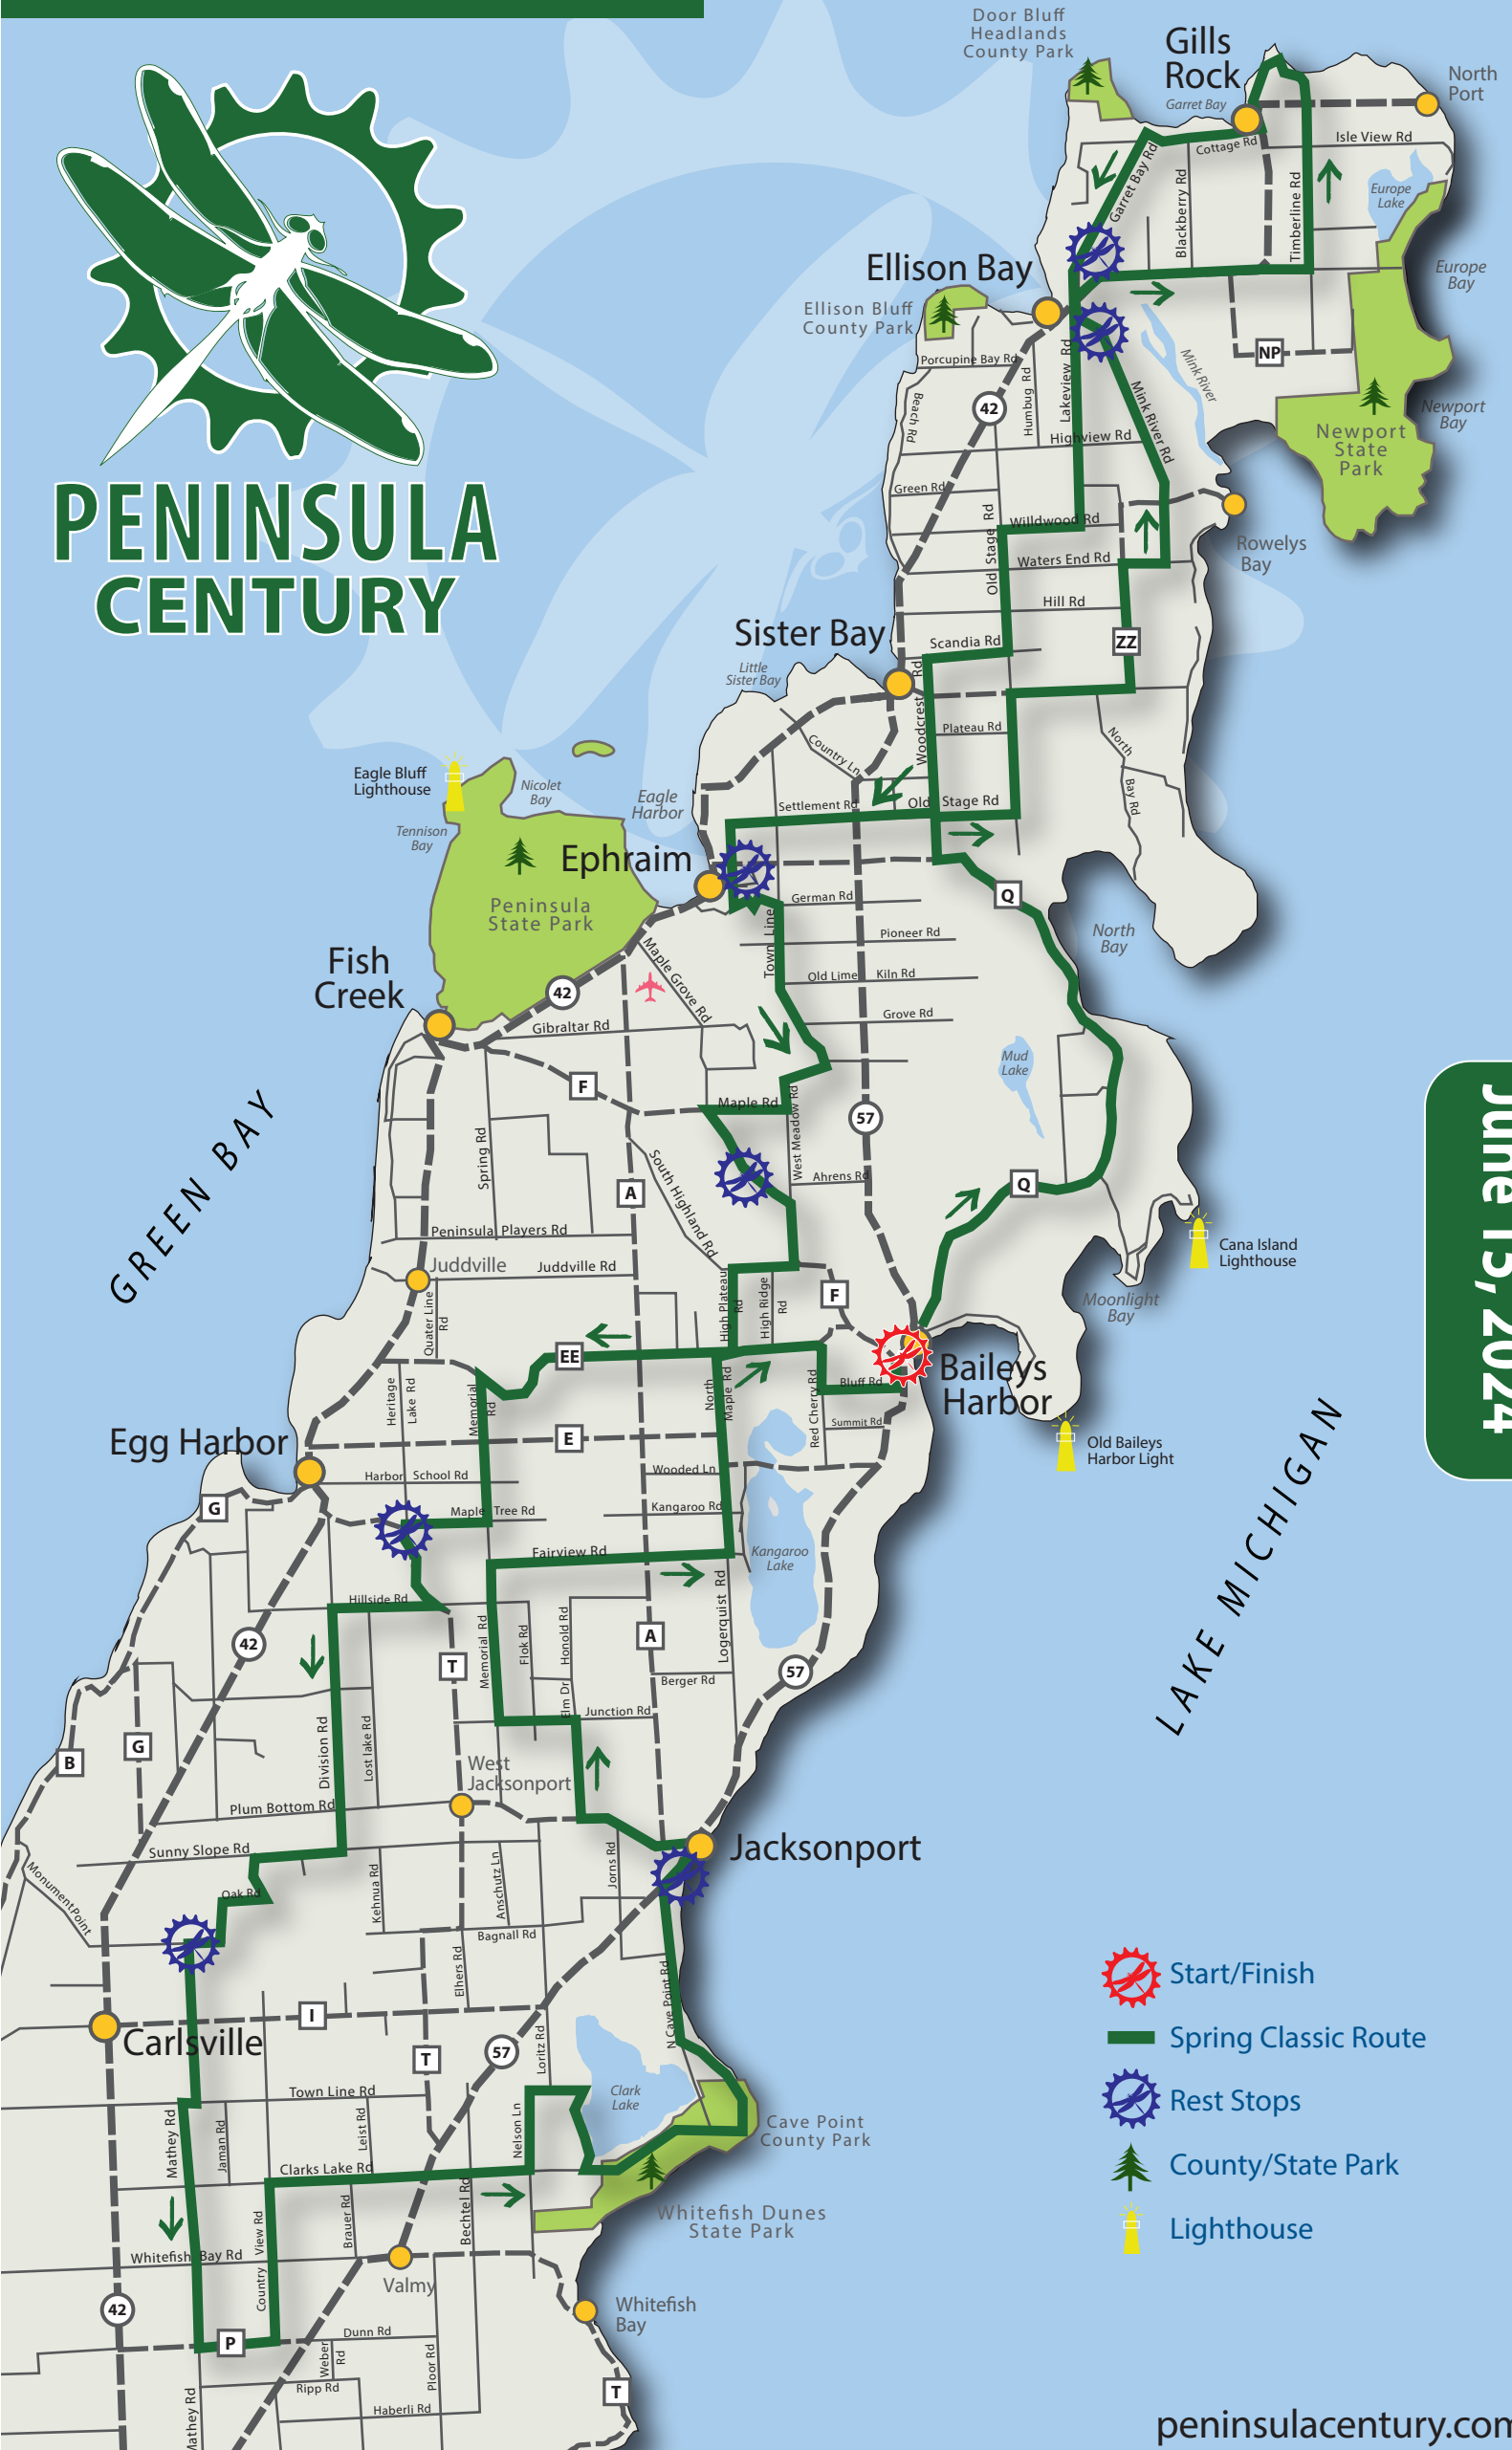 Door Bluff
Headlands
County Park
Gills
Rock
Garret Bay
North
Port
Isle View Rd
Cottage Rd
Garret Bay Rd
Blackberry Rd
Timberline Rd
Europe
Lake
Europe
Bay
Ellison Bay
Ellison Bluff
County Park
Porcupine Bay Rd
NP
Mink River
Beach Rd
42
Humbug Rd
Lakeview Rd
Mink River Rd
Highview Rd
Newport
Bay
Newport
State
Park
PENINSULA
CENTURY
Green Rd
Old Stage Rd
Willdwood Rd
Waters End Rd
Rowelys
Bay
Hill Rd
Sister Bay
Scandia Rd
ZZ
Little
Sister Bay
Woodcrest Rd
Plateau Rd
Country Ln
North
Bay Rd
Eagle Bluff
Lighthouse
Nicolet
Bay
Eagle
Harbor
Settlement Rd
Old Stage Rd
Tennison
Bay
Ephraim
Peninsula
State Park
German Rd
Q
Pioneer Rd
North
Bay
Town Line
Old Lime Kiln Rd
Fish
Creek
42
Maple Grove Rd
Gibraltar Rd
Grove Rd
Mud
Lake
F
Maple Rd
57
GREEN BAY
Spring Rd
West Meadow Rd
South Highland Rd
Ahrens Rd
A
Q
Peninsula Players Rd
Juddville
Juddville Rd
Cana Island
Lighthouse
Quater Line
Rd
High Plateau
Rd
High Ridge
Rd
F
Moonlight
Bay
EE
Baileys
Harbor
Heritage
Lake Rd
Memorial
Rd
North
Maple Rd
Red Cherry Rd
Bluff Rd
Summit Rd
Old Baileys
Harbor Light
June 15, 2024
Egg Harbor
E
Harbor School Rd
Wooded Ln
G
Maple Tree Rd
Kangaroo Rd
Fairview Rd
Kangaroo
Lake
LAKE MICHIGAN
Hillside Rd
42
T
Memorial Rd
Flok Rd
Honold Rd
A
Logerquist Rd
57
Berger Rd
Elm Dr
Junction Rd
B
G
Division Rd
Lost lake Rd
West
Jacksonport
Plum Bottom Rd
Jacksonport
Sunny Slope Rd
Monument Point
Oak Rd
Kehnua Rd
Anschutz Ln
Jorns Rd
Bagnall Rd
Elhers Rd
N Cave Point Rd
I
Carlsville
T
57
Loritz Rd
Clark
Lake
Town Line Rd
Mathey Rd
Jaman Rd
Leist Rd
Nelson Ln
Cave Point
County Park
Clarks Lake Rd
Whitefish Dunes
State Park
Country View Rd
Brauer Rd
Bechtel Rd
Whitefish Bay Rd
Valmy
42
Whitefish
Bay
P
Dunn Rd
Weber
Rd
Ploor Rd
T
Ripp Rd
Haberli Rd
Mathey Rd
Start/Finish
Spring Classic Route
Rest Stops
County/State Park
Lighthouse
peninsulacentury.com